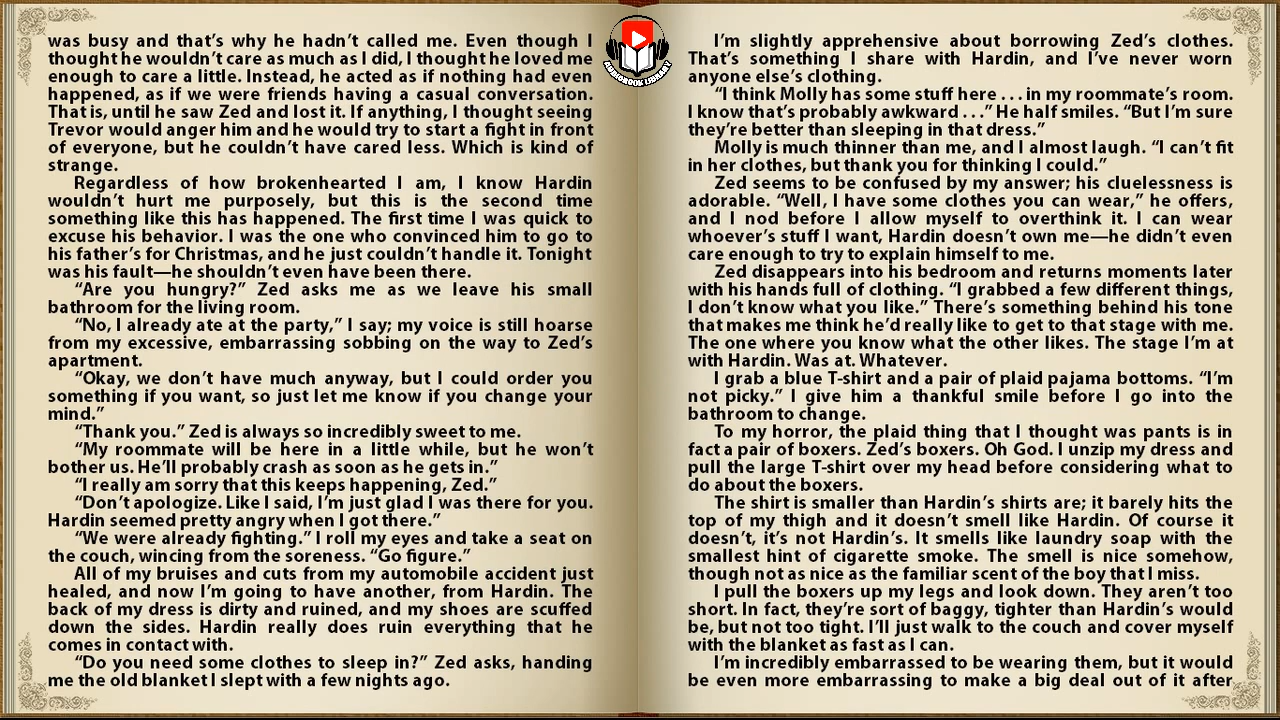 was busy and that's why he hadn't called me. Even though I
thought he wouldn't care as much as I did, I thought he loved me
enough to care a little. Instead, he acted as if nothing had even
happened, as if we were friends having a casual conversation.
That is, until he saw Zed and lost it. If anything, I thought seeing
Trevor would anger him and he would try to start a fight in front
of everyone, but he couldn't have cared less. Which is kind of
strange.
Regardless of how brokenhearted I am, I know Hardin
wouldn't hurt me purposely, but this is the second time
something like this has happened. The first time I was quick to
excuse his behavior. I was the one who convinced him to go to
his father's for Christmas, and he just couldn't handle it. Tonight
was his fault—he shouldn't even have been there.
"Are you hungry?" Zed asks me as we leave his small
bathroom for the living room.
"No, I already ate at the party," I say; my voice is still hoarse
from my excessive, embarrassing sobbing on the way to Zed's
apartment.
"Okay, we don't have much anyway, but I could order you
something if you want, so just let me know if you change your
mind."
"Thank you." Zed is always so incredibly sweet to me.
"My roommate will be here in a little while, but he won't
bother us. He'll probably crash as soon as he gets in."
"I really am sorry that this keeps happening, Zed."
"Don't apologize. Like I said, I'm just glad I was there for you.
Hardin seemed pretty angry when I got there."
"We were already fighting." I roll my eyes and take a seat on
the couch, wincing from the soreness. "Go figure."
All of my bruises and cuts from my automobile accident just
healed, and now I'm going to have another, from Hardin. The
back of my dress is dirty and ruined, and my shoes are scuffed
down the sides. Hardin really does ruin everything that he
comes in contact with.
"Do you need some clothes to sleep in?" Zed asks, handing
me the old blanket I slept with a few nights ago.
AUDIOBOOK LIBRARY
I'm slightly apprehensive about borrowing Zed's clothes.
That's something I share with Hardin, and I've never worn
anyone else's clothing.
"I think Molly has some stuff here . . . in my roommate's room.
I know that's probably awkward . . ." He half smiles. "But I'm sure
they're better than sleeping in that dress."
Molly is much thinner than me, and I almost laugh. "I can't fit
in her clothes, but thank you for thinking I could."
Zed seems to be confused by my answer; his cluelessness is
adorable. "Well, I have some clothes you can wear," he offers,
and I nod before I allow myself to overthink it. I can wear
whoever's stuff I want, Hardin doesn't own me—he didn't even
care enough to try to explain himself to me.
Zed disappears into his bedroom and returns moments later
with his hands full of clothing. "I grabbed a few different things,
I don't know what you like." There's something behind his tone
that makes me think he'd really like to get to that stage with me.
The one where you know what the other likes. The stage I'm at
with Hardin. Was at. Whatever.
I grab a blue T-shirt and a pair of plaid pajama bottoms. "I'm
not picky." I give him a thankful smile before I go into the
bathroom to change.
To my horror, the plaid thing that I thought was pants is in
fact a pair of boxers. Zed's boxers. Oh God. I unzip my dress and
pull the large T-shirt over my head before considering what to
do about the boxers.
The shirt is smaller than Hardin's shirts are; it barely hits the
top of my thigh and it doesn't smell like Hardin. Of course it
doesn't, it's not Hardin's. It smells like laundry soap with the
smallest hint of cigarette smoke. The smell is nice somehow,
though not as nice as the familiar scent of the boy that I miss.
I pull the boxers up my legs and look down. They aren't too
short. In fact, they're sort of baggy, tighter than Hardin's would
be, but not too tight. I'll just walk to the couch and cover myself
with the blanket as fast as I can.
I'm incredibly embarrassed to be wearing them, but it would
be even more embarrassing to make a big deal out of it after